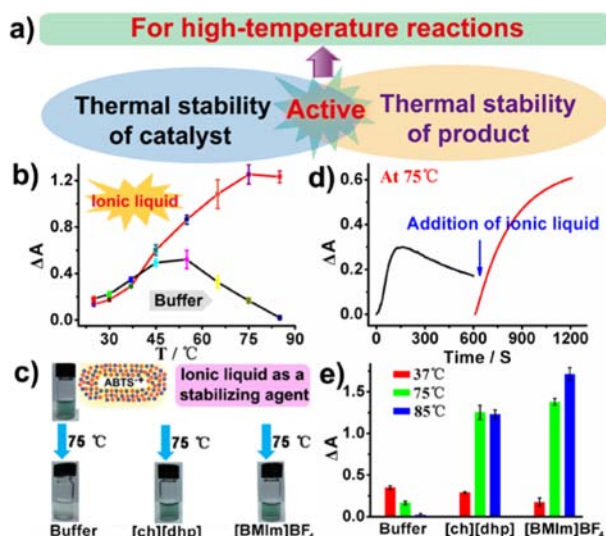 a)
For high-temperature reactions
Thermal stability of catalyst
Active
Thermal stability of product
b)
Ionic liquid
Buffer
ΔA
1.2
0.8
0.4
0.0
30
45
60
75
90
T / ℃
d)
At 75℃
Addition of ionic liquid
ΔA
0.6
0.4
0.2
0.0
0
300
600
900
1200
Time / S
c)
ABTS-+
Ionic liquid as a
stabilizing agent
75 ℃
75 ℃
75 ℃
Buffer
[ch][dhp]
[BMIm]BF4
e)
37℃
75℃
85℃
ΔA
1.5
1.0
0.5
0.0
Buffer
[ch][dhp]
[BMIm]BF4